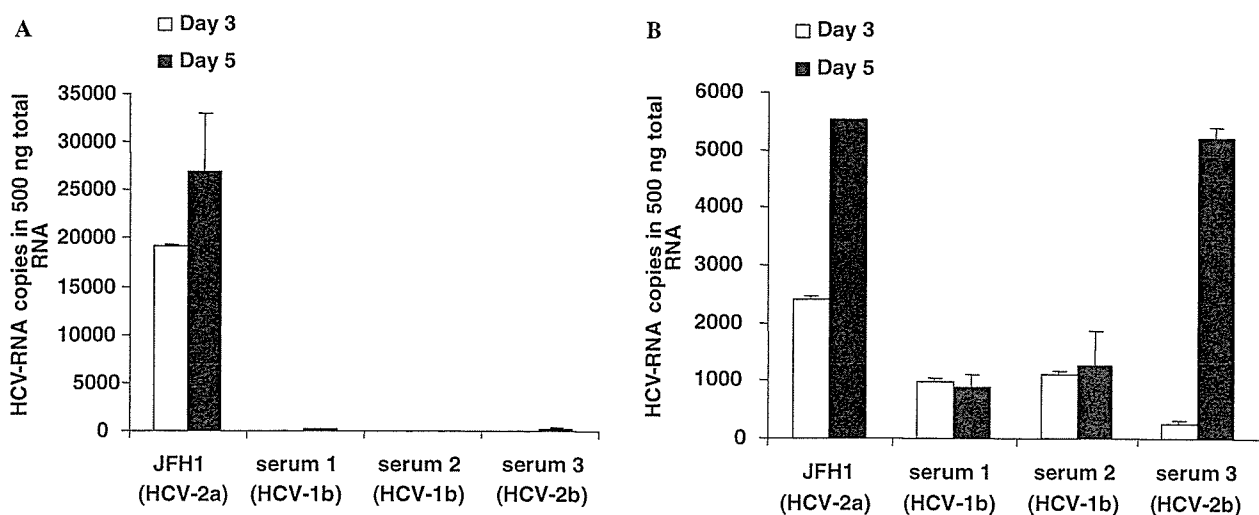 A
Day 3
Day 5
HCV-RNA copies in 500 ng total
RNA
35000
30000
25000
20000
15000
10000
5000
0
JFH1
(HCV-2a)
serum 1
(HCV-1b)
serum 2
(HCV-1b)
serum 3
(HCV-2b)
B
Day 3
Day 5
HCV-RNA copies in 500 ng total
RNA
6000
5000
4000
3000
2000
1000
0
JFH1
(HCV-2a)
serum 1
(HCV-1b)
serum 2
(HCV-1b)
serum 3
(HCV-2b)